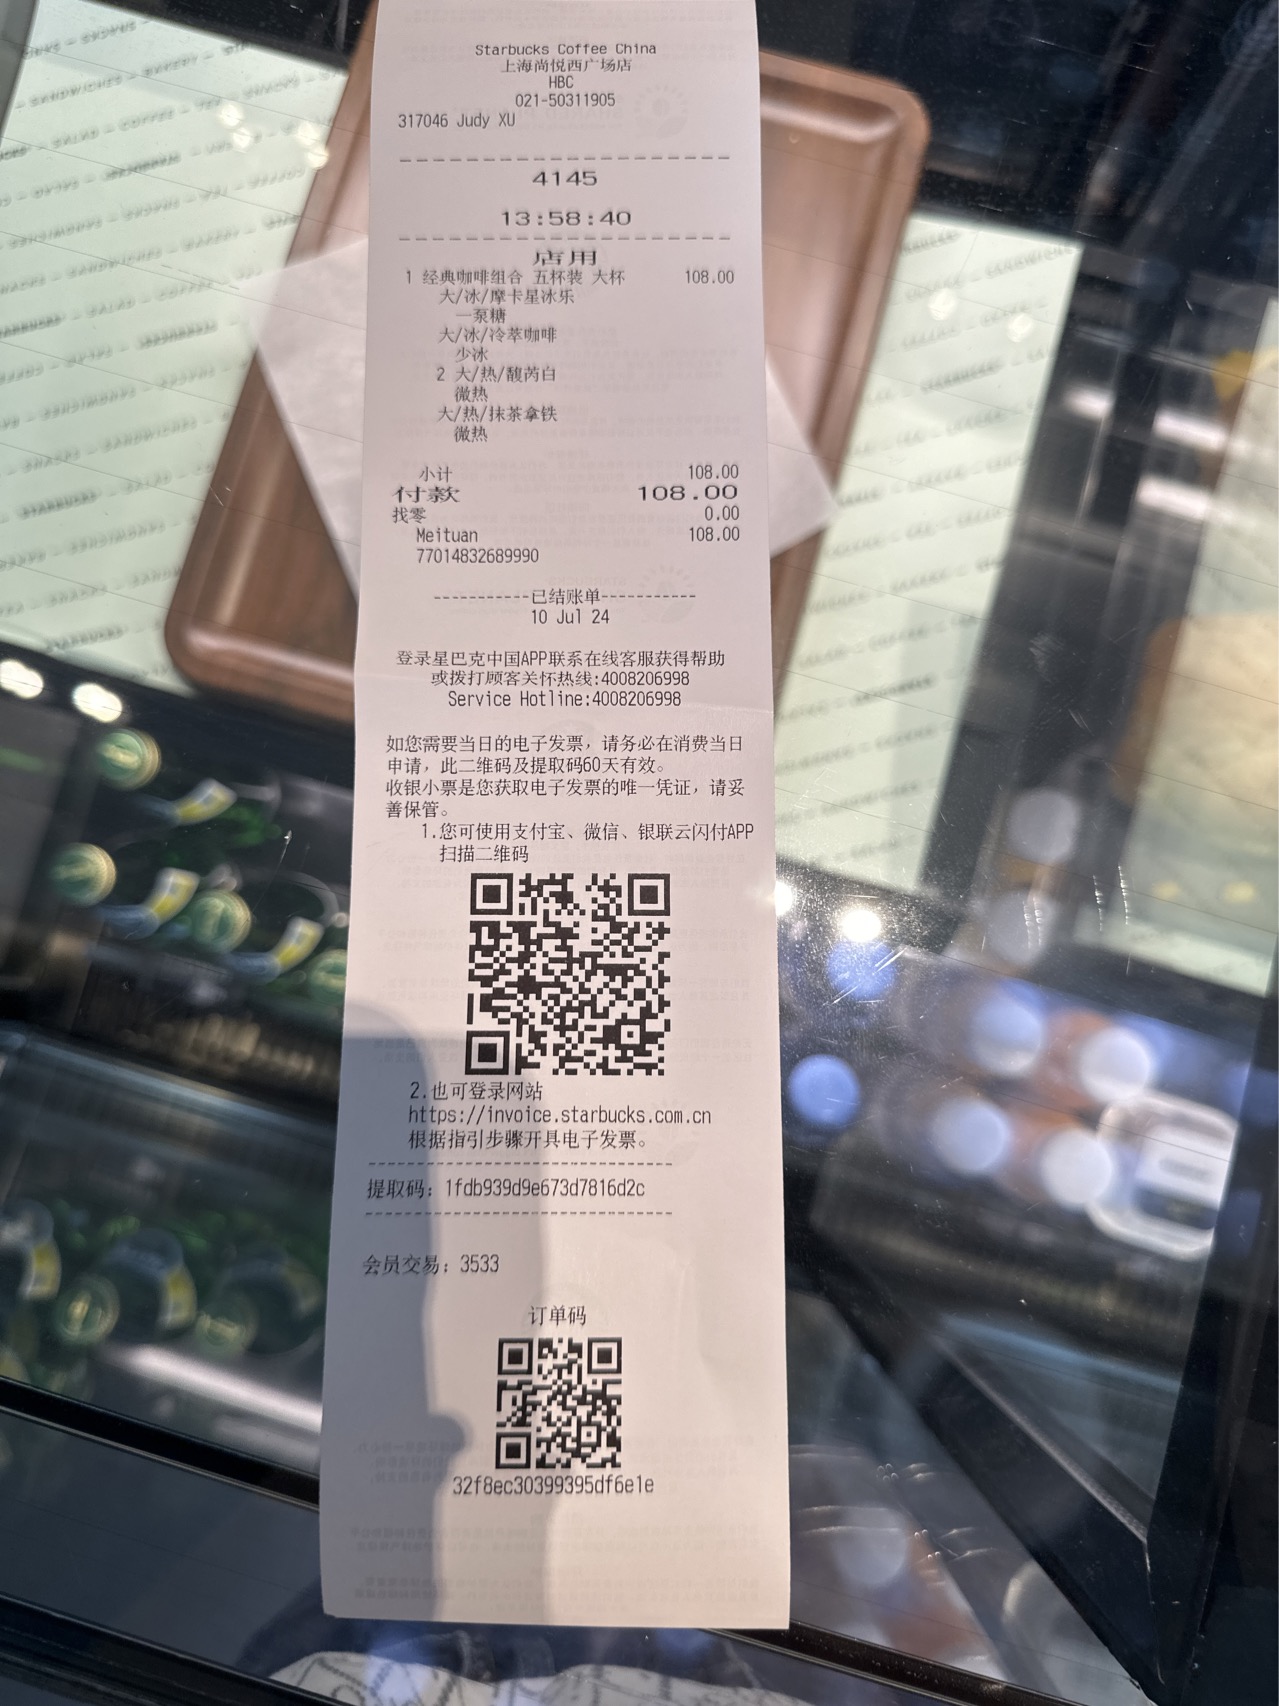 Starbucks Coffee China
上海尚悦西广场店
HBC
021-50311905
317046 Judy XU
4145
13:58:40
店用
1 经典咖啡组合 五杯装 大杯 108.00
大/冰/摩卡星冰乐
一泵糖
大/冰/冷萃咖啡
少冰
2 大/热/馥芮白
微热
大/热/抹茶拿铁
微热
小计 108.00
付款 108.00
找零 0.00
Meituan 108.00
77014832689990
-----------已结账单-----------
10 Jul 24
登录星巴克中国APP联系在线客服获得帮助
或拨打顾客关怀热线:4008206998
Service Hotline:4008206998
如您需要当日的电子发票，请务必在消费当日
申请，此二维码及提取码60天有效。
收银小票是您获取电子发票的唯一凭证，请妥
善保管。
1.您可使用支付宝、微信、银联云闪付APP
扫描二维码
2.也可登录网站
https://invoice.starbucks.com.cn
根据指引步骤开具电子发票。
提取码：1fdb939d9e673d7816d2c
会员交易：3533
订单码
32f8ec30399395df6e1e